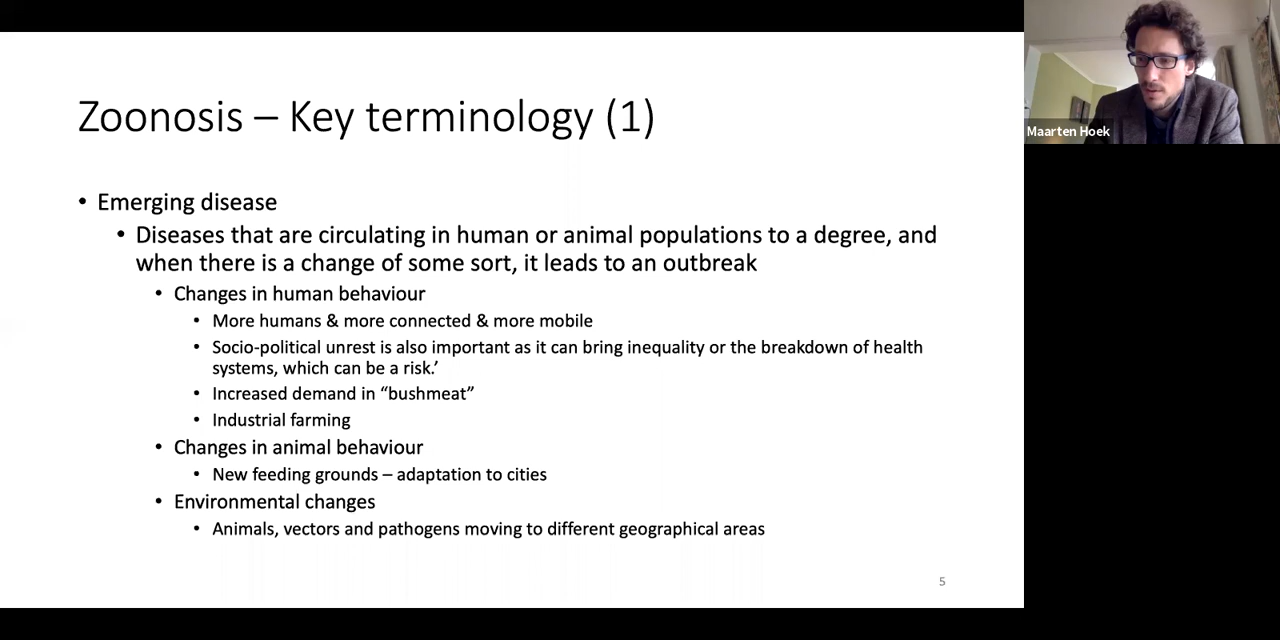 Zoonosis – Key terminology (1)
Maarten Hoek
• Emerging disease
• Diseases that are circulating in human or animal populations to a degree, and
when there is a change of some sort, it leads to an outbreak
• Changes in human behaviour
• More humans & more connected & more mobile
• Socio-political unrest is also important as it can bring inequality or the breakdown of health
systems, which can be a risk.’
• Increased demand in “bushmeat”
• Industrial farming
• Changes in animal behaviour
• New feeding grounds – adaptation to cities
• Environmental changes
• Animals, vectors and pathogens moving to different geographical areas
5